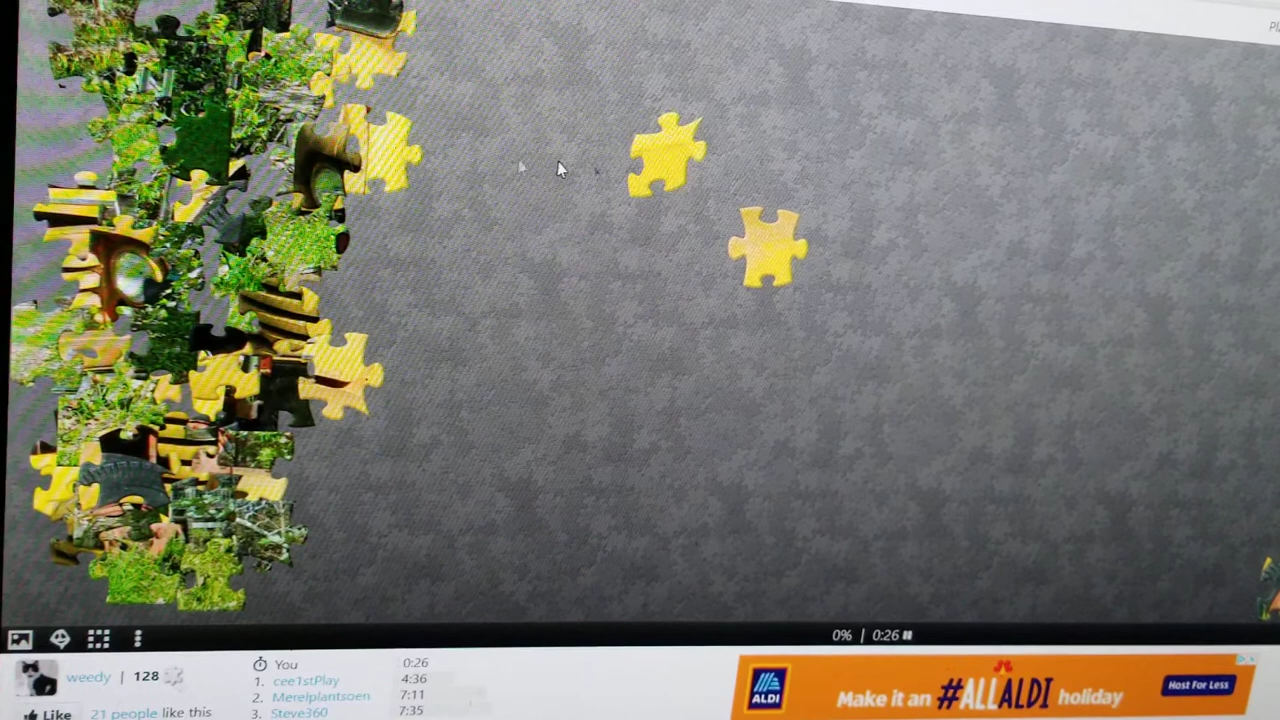 0% | 0:26
weedy | 128
Like 21 people like this
You 0:26
1. cee1stPlay 4:36
2. Merelplantsoen 7:11
3. Steve360 7:35
ALDI
Make it an #ALLALDI holiday
Host For Less